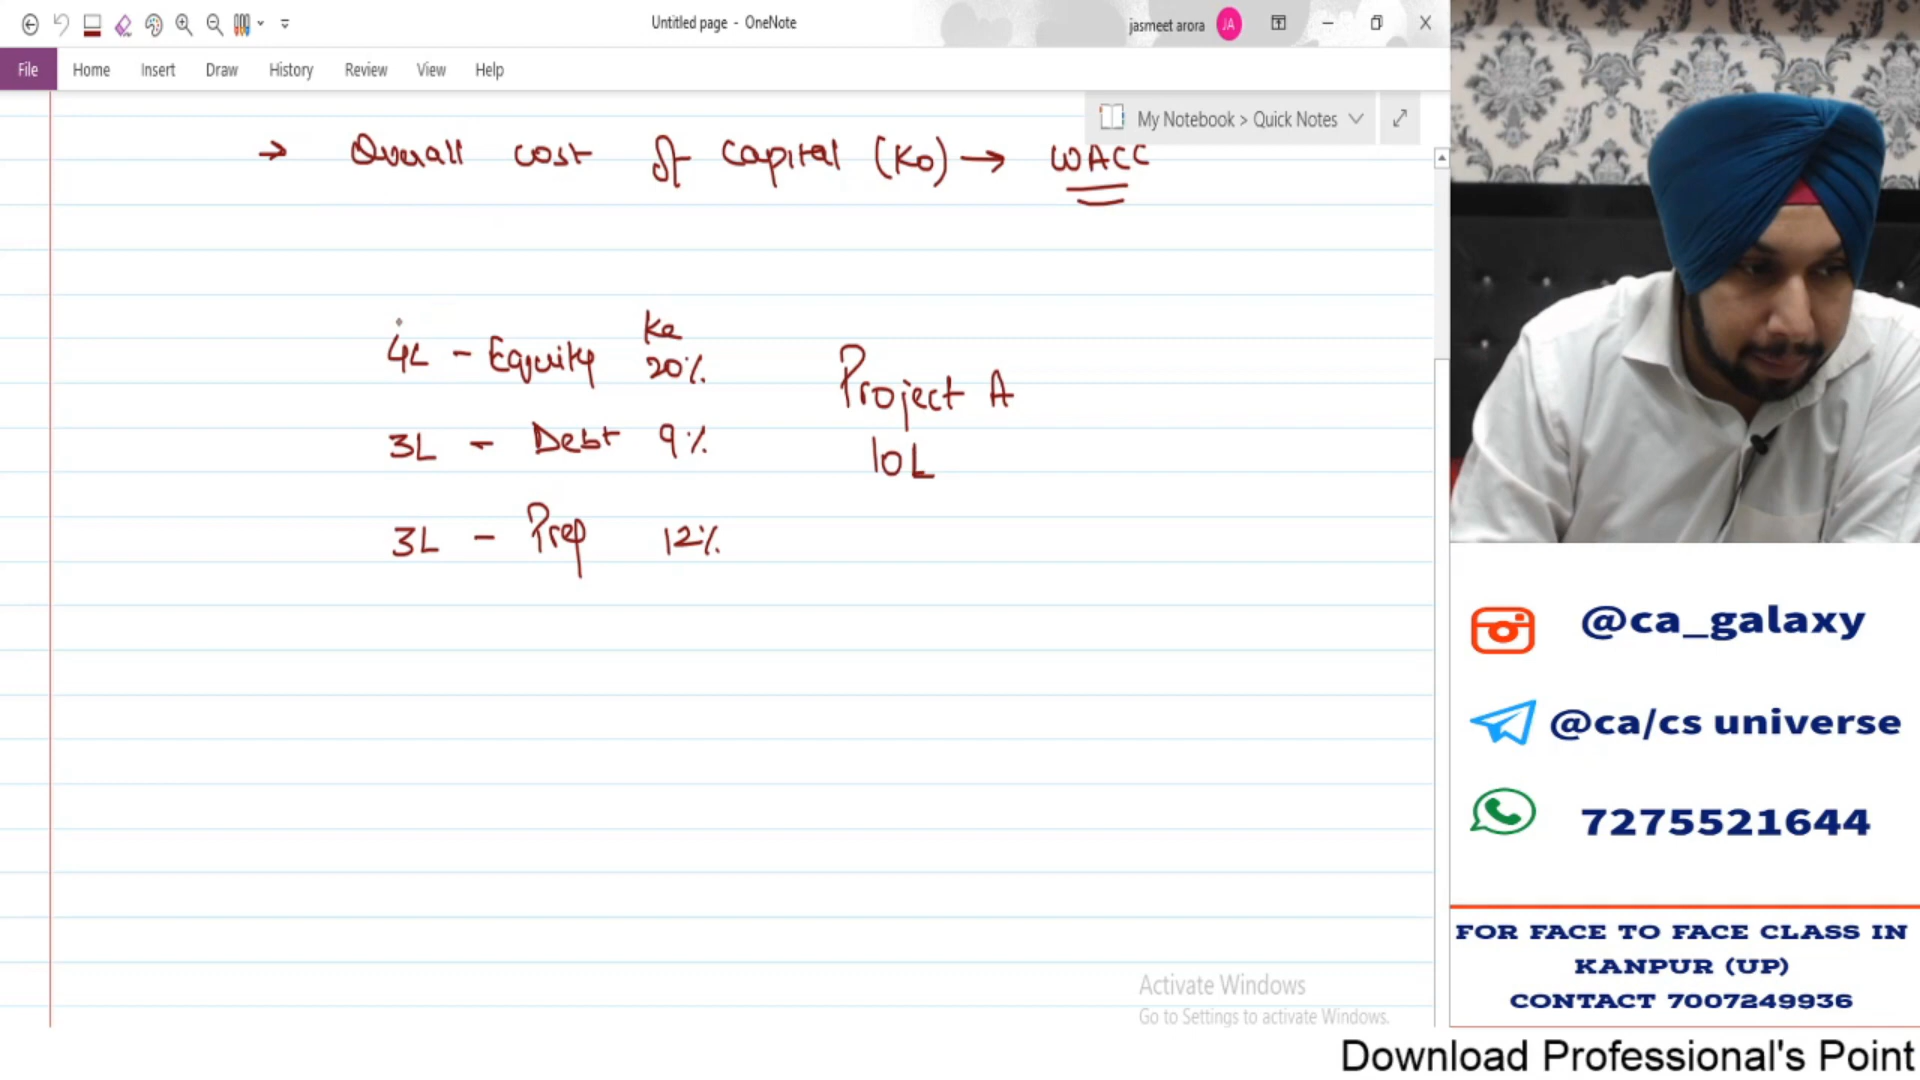 Untitled page - OneNote
jasmeet arora JA
File Home Insert Draw History Review View Help
My Notebook > Quick Notes
→ Overall cost of capital (Ko) → WACC
Ke
4L - Equity 20%
Project A
3L - Debt 9%
10L
3L - Pref 12%
@ca_galaxy
@ca/cs universe
7275521644
FOR FACE TO FACE CLASS IN
KANPUR (UP)
CONTACT 7007249936
Activate Windows
Go to Settings to activate Windows.
Download Professional's Point